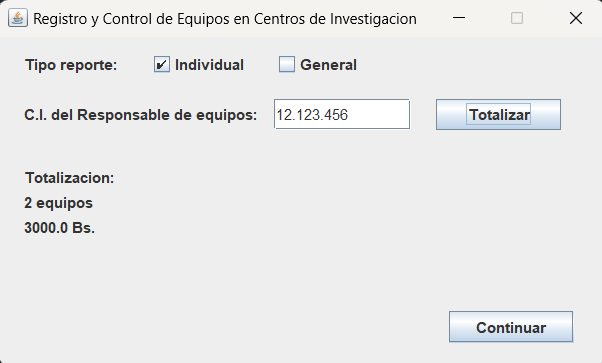 Registro y Control de Equipos en Centros de Investigacion
Tipo reporte: Individual General
C.I. del Responsable de equipos: 12.123.456 Totalizar
Totalizacion:
2 equipos
3000.0 Bs.
Continuar